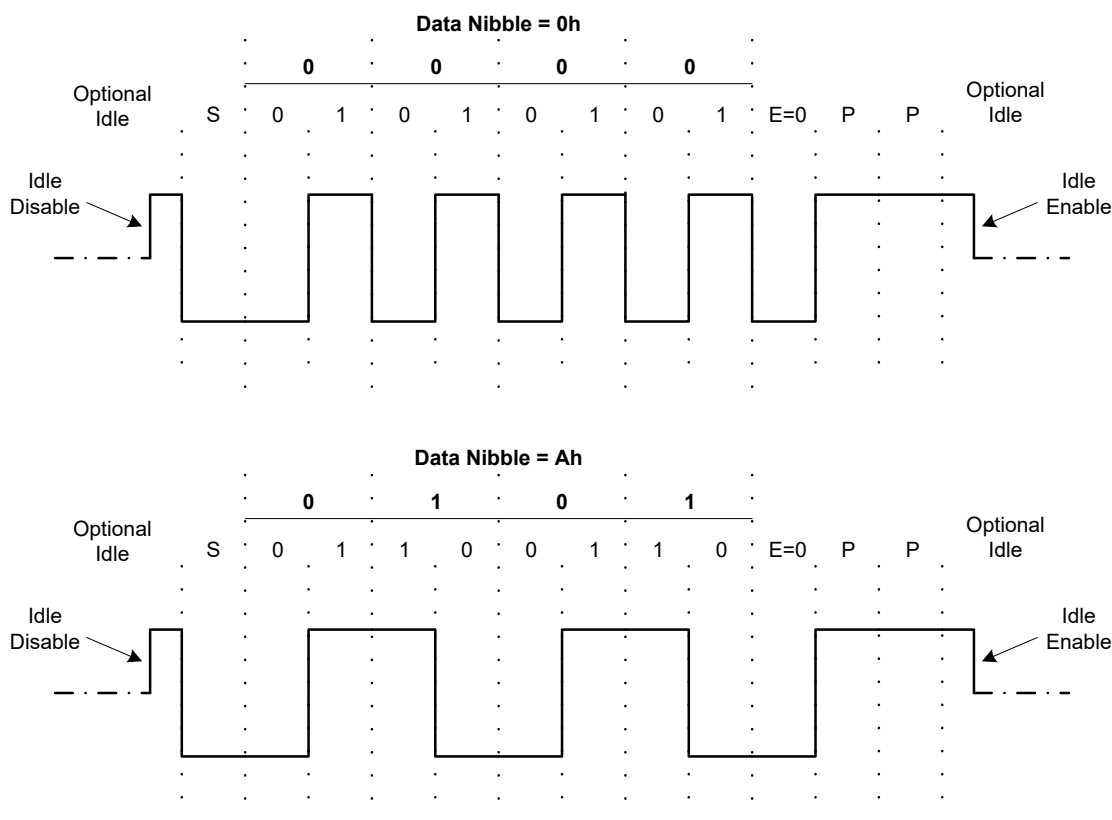 Data Nibble = 0h
0 0 0 0
Optional
Idle
S 0 1 0 1 0 1 0 1 E=0 P P
Optional
Idle
Idle
Disable
Idle
Enable
Data Nibble = Ah
0 1 0 1
Optional
Idle
S 0 1 1 0 0 1 1 0 E=0 P P
Optional
Idle
Idle
Disable
Idle
Enable